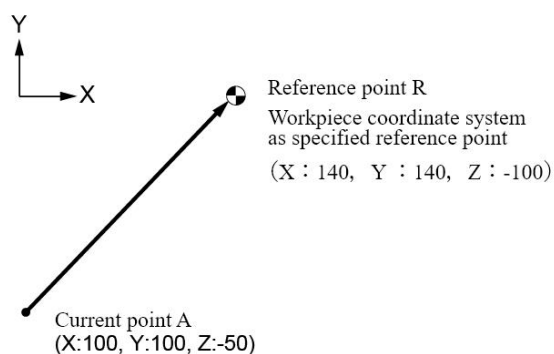 Y
X
Reference point R
Workpiece coordinate system
as specified reference point
（X：140, Y：140, Z：-100）
Current point A
(X:100, Y:100, Z:-50)